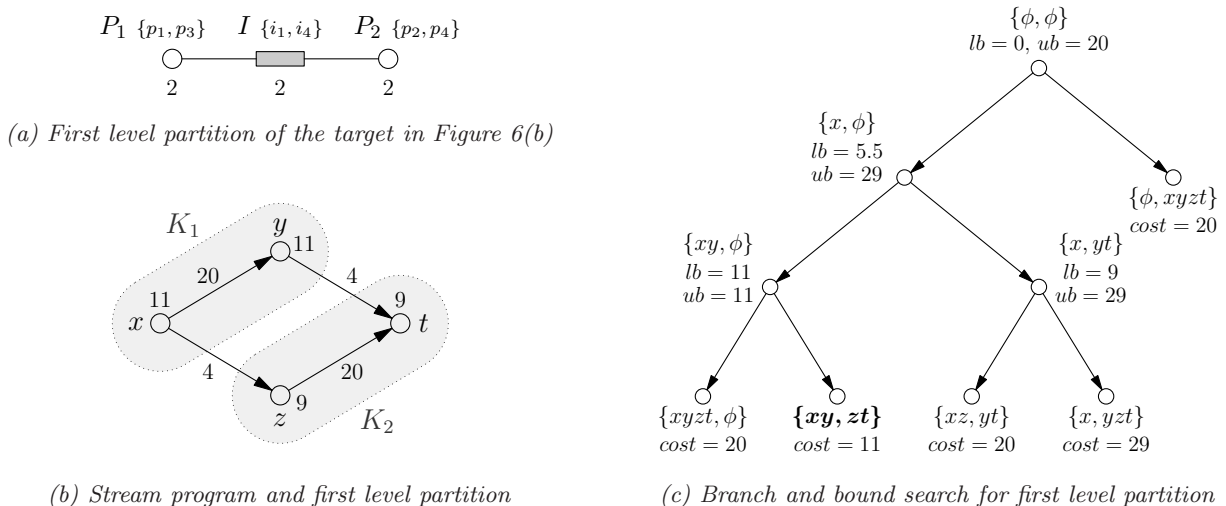 P₁ {p₁, p₃} I {i₁, i₄} P₂ {p₂, p₄}
2 2 2
(a) First level partition of the target in Figure 6(b)
K₁
y
11
20
4
11
x
9
t
4
20
9
z
K₂
(b) Stream program and first level partition
{ϕ, ϕ}
lb = 0, ub = 20
{x, ϕ}
lb = 5.5
ub = 29
{ϕ, xyzt}
cost = 20
{xy, ϕ}
lb = 11
ub = 11
{x, yt}
lb = 9
ub = 29
{xyzt, ϕ}
cost = 20
{xy, zt}
cost = 11
{xz, yt}
cost = 20
{x, yzt}
cost = 29
(c) Branch and bound search for first level partition